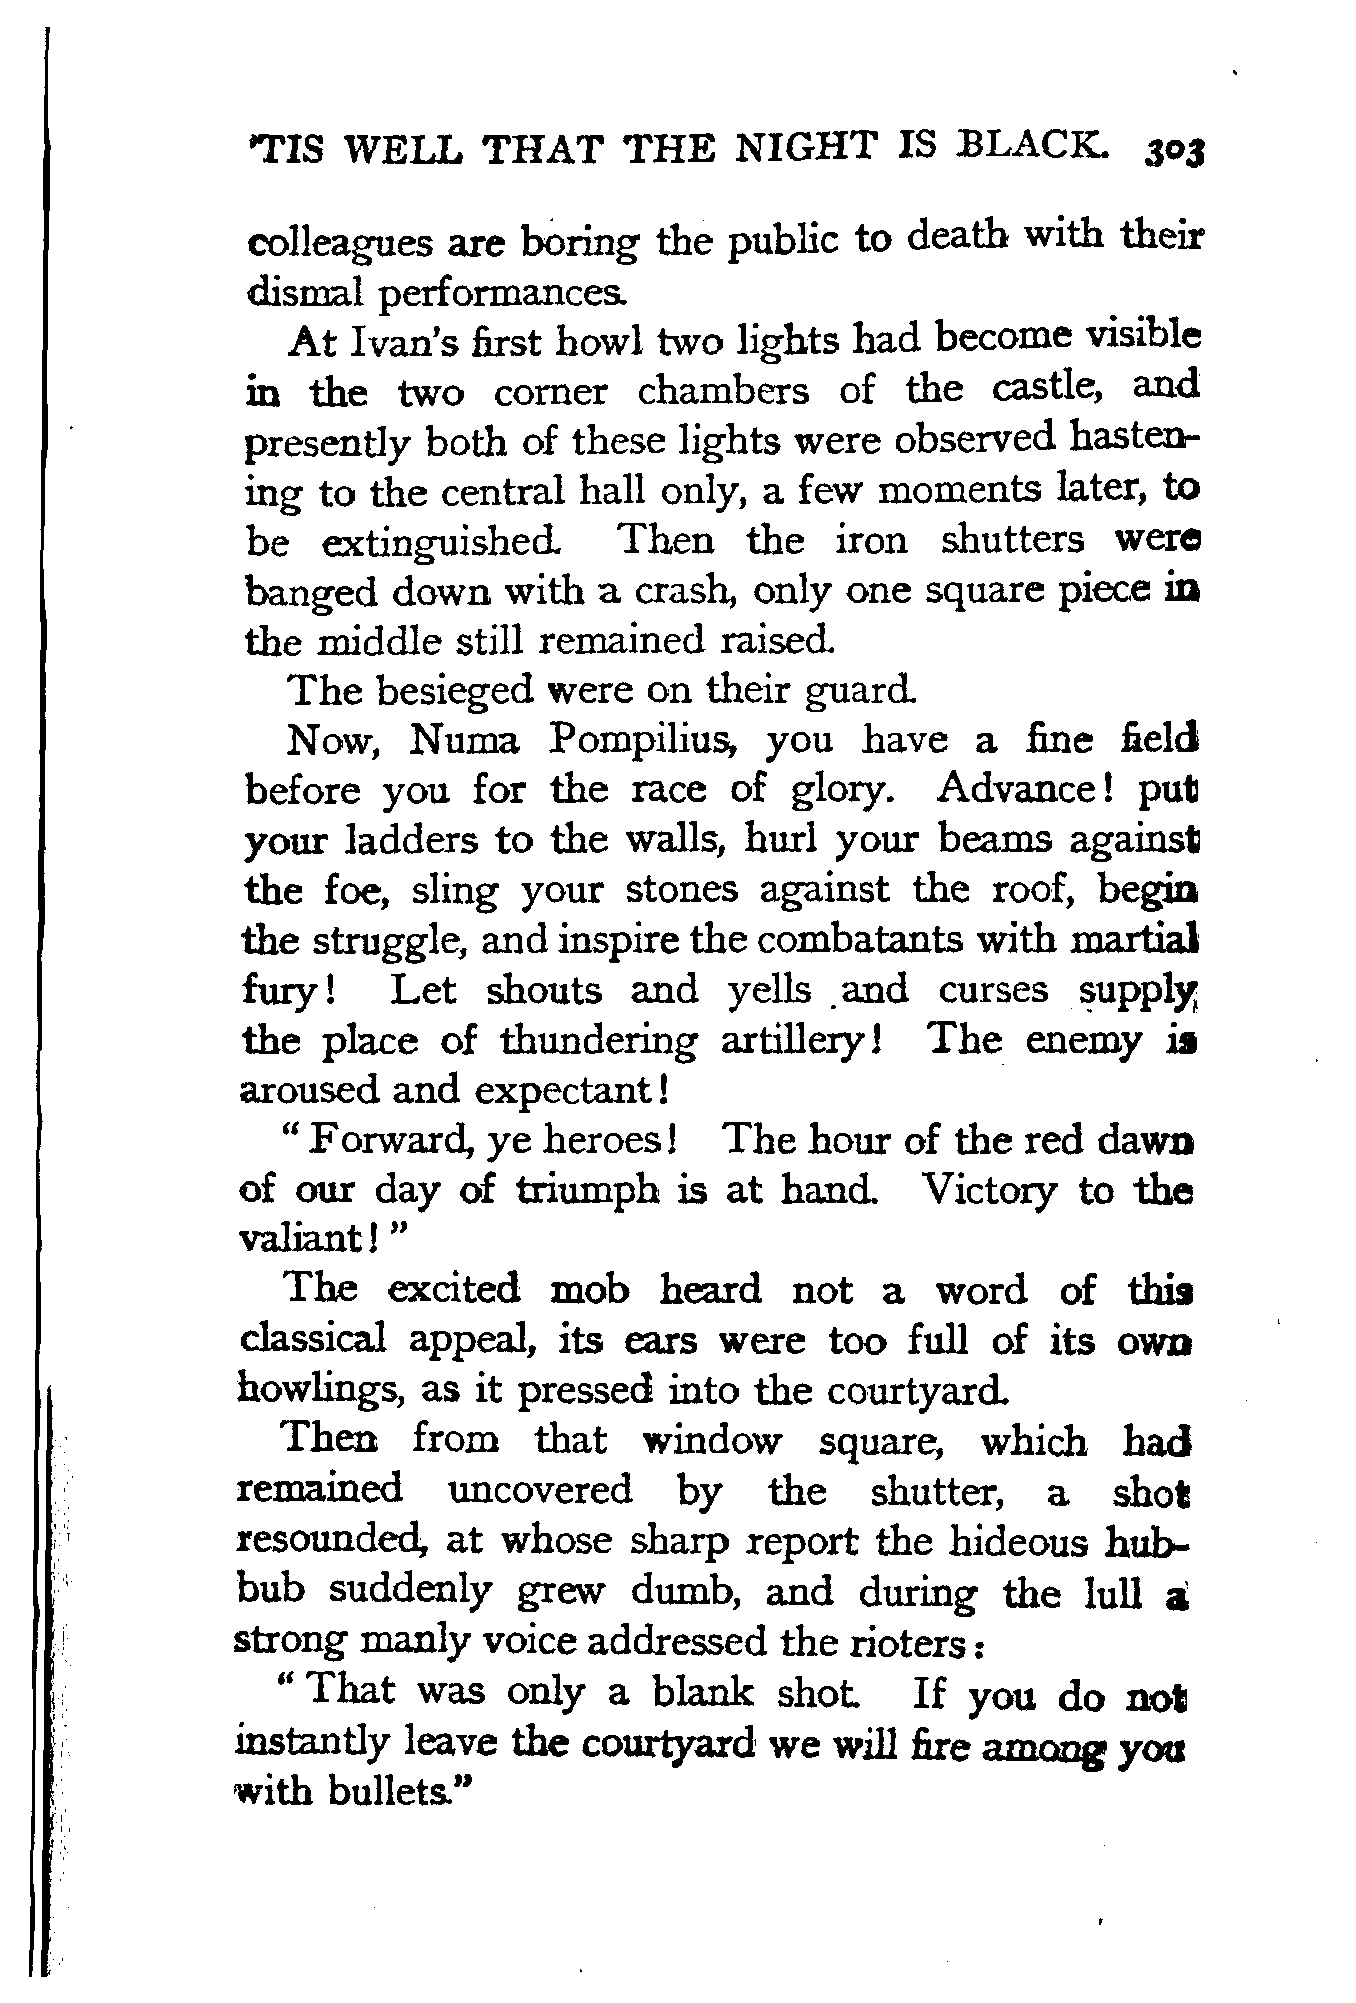 'TIS WELL THAT THE NIGHT IS BLACK. 303
colleagues are boring the public to death with their
dismal performances.
At Ivan's first howl two lights had become visible
in the two corner chambers of the castle, and
presently both of these lights were observed hasten-
ing to the central hall only, a few moments later, to
be extinguished. Then the iron shutters were
banged down with a crash, only one square piece in
the middle still remained raised.
The besieged were on their guard.
Now, Numa Pompilius, you have a fine field
before you for the race of glory. Advance! put
your ladders to the walls, hurl your beams against
the foe, sling your stones against the roof, begin
the struggle, and inspire the combatants with martial
fury! Let shouts and yells and curses supply
the place of thundering artillery! The enemy is
aroused and expectant!
"Forward, ye heroes! The hour of the red dawn
of our day of triumph is at hand. Victory to the
valiant!"
The excited mob heard not a word of this
classical appeal, its ears were too full of its own
howlings, as it pressed into the courtyard.
Then from that window square, which had
remained uncovered by the shutter, a shot
resounded, at whose sharp report the hideous hub-
bub suddenly grew dumb, and during the lull a
strong manly voice addressed the rioters:
"That was only a blank shot. If you do not
instantly leave the courtyard we will fire among you
with bullets."